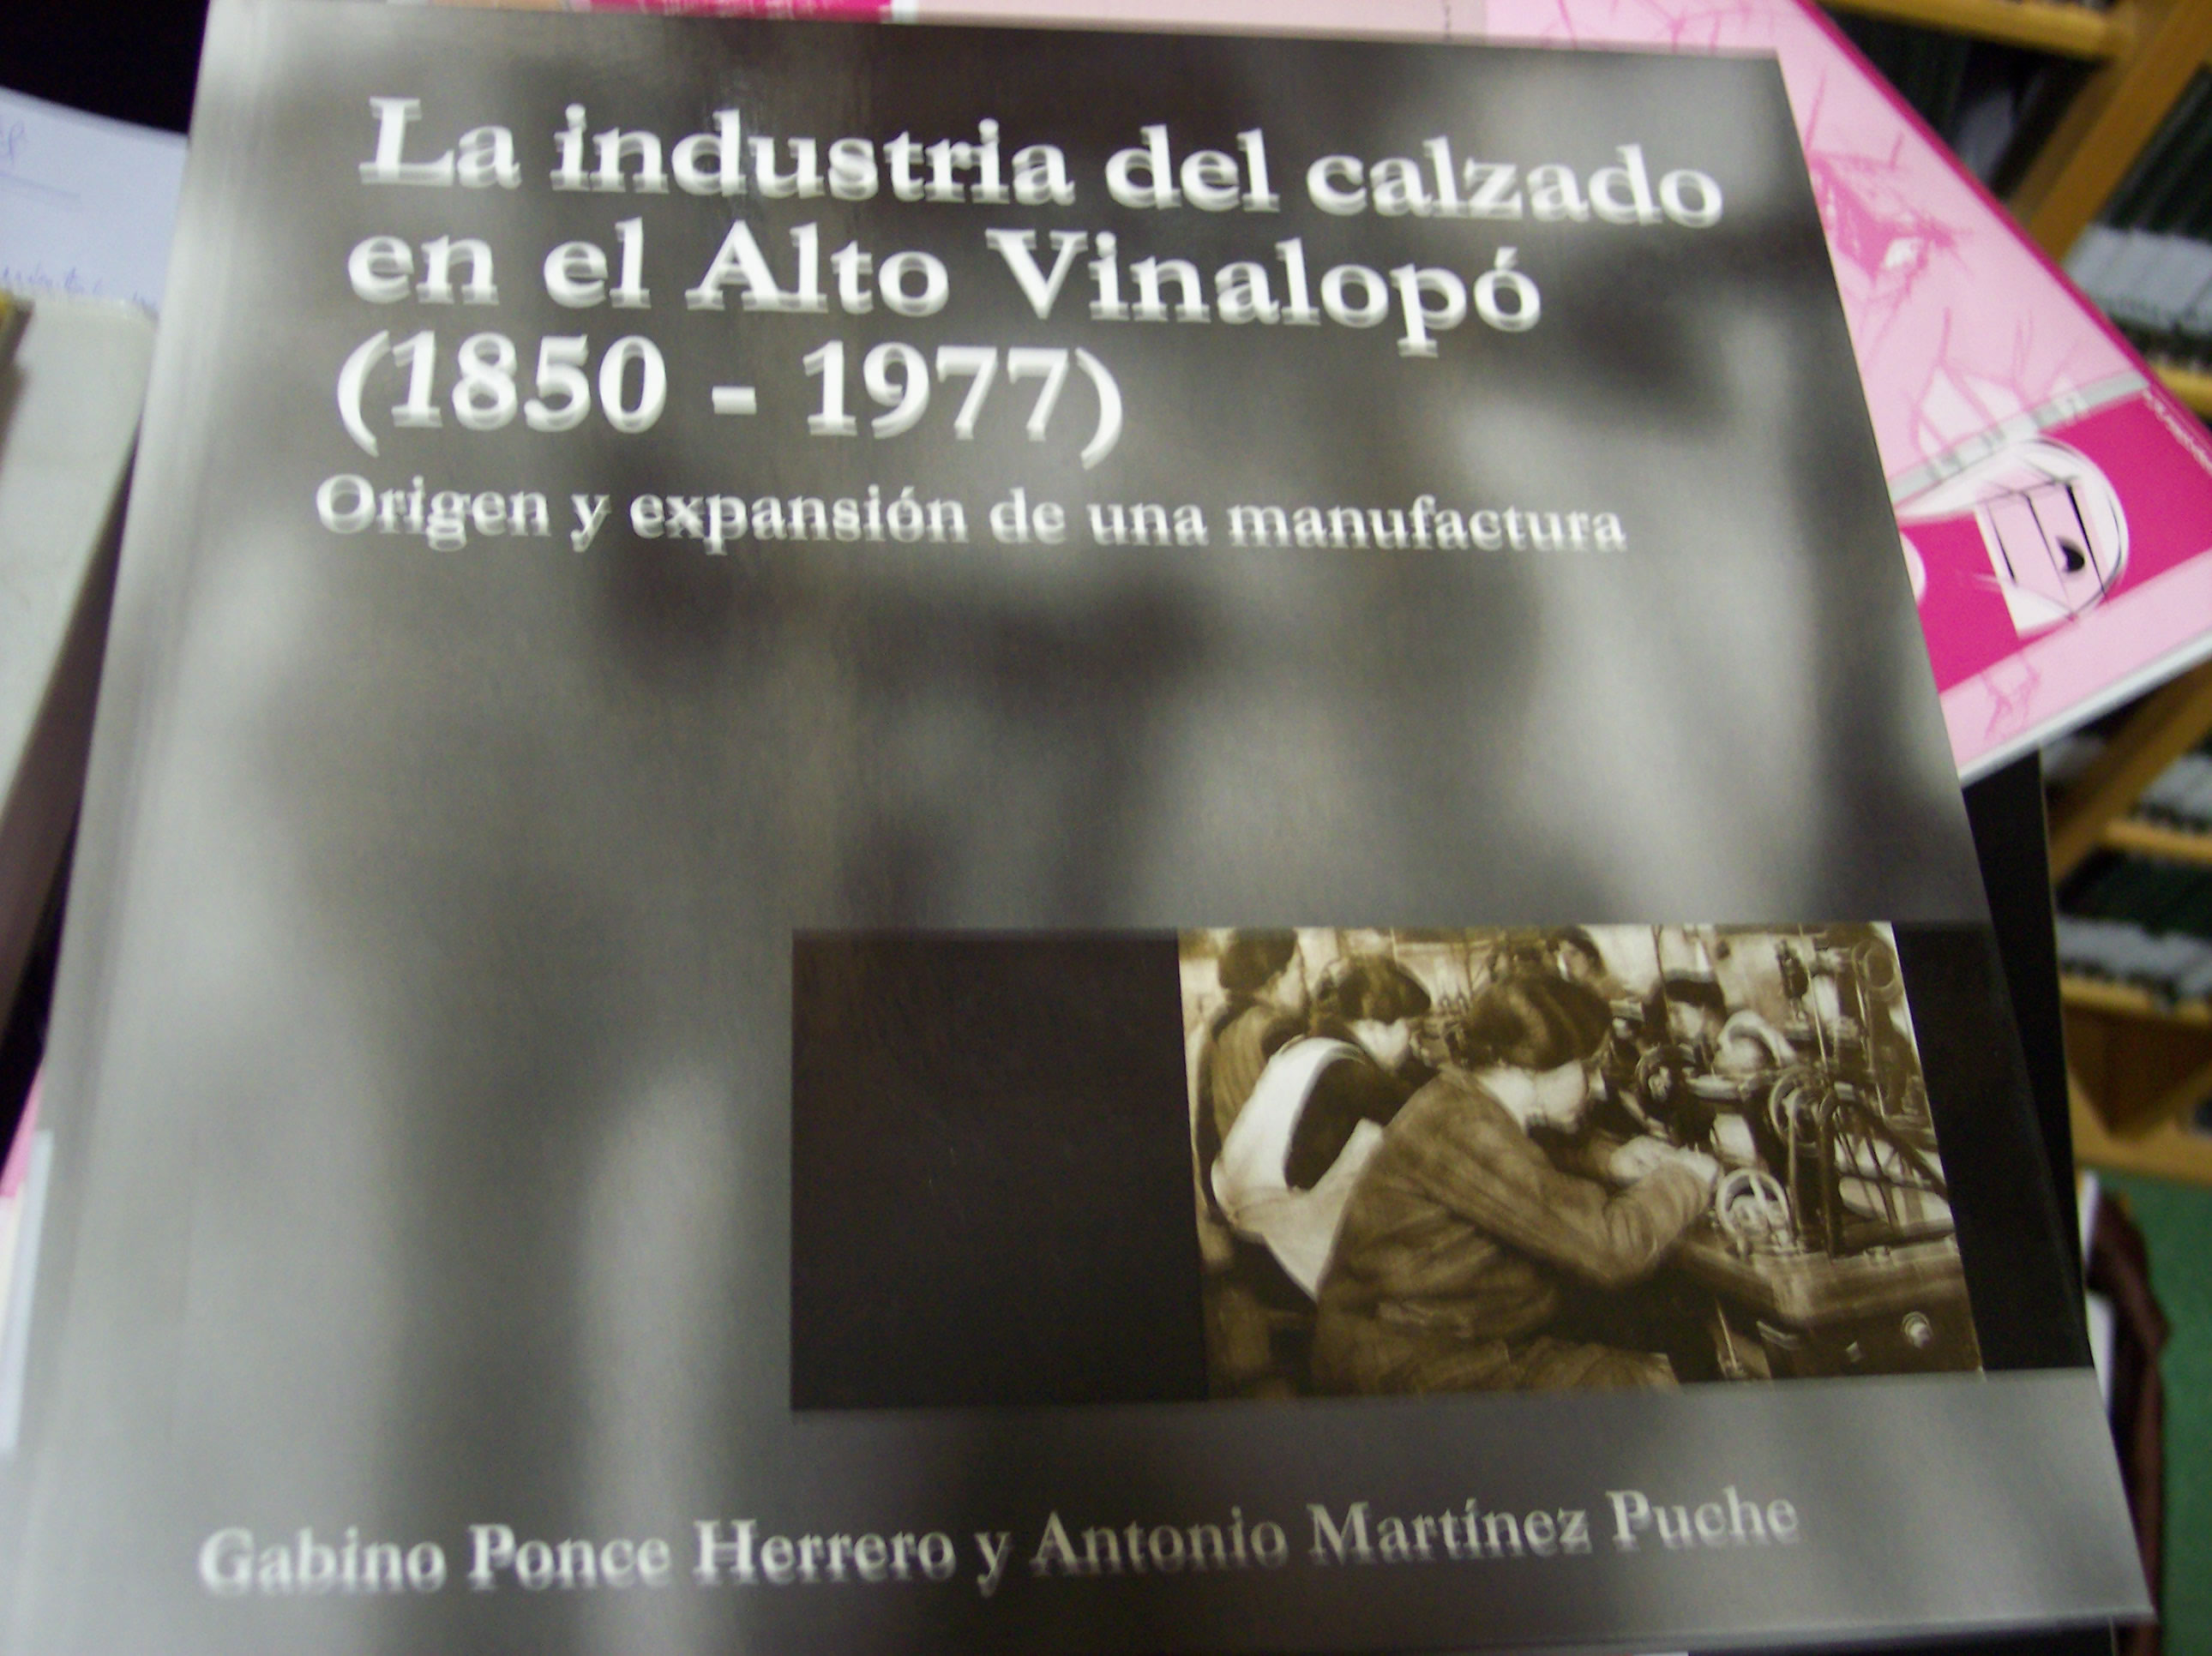 La industria del calzado
en el Alto Vinalopó
(1850 - 1977)
Origen y expansión de una manufactura
Gabino Ponce Herrero y Antonio Martínez Puche